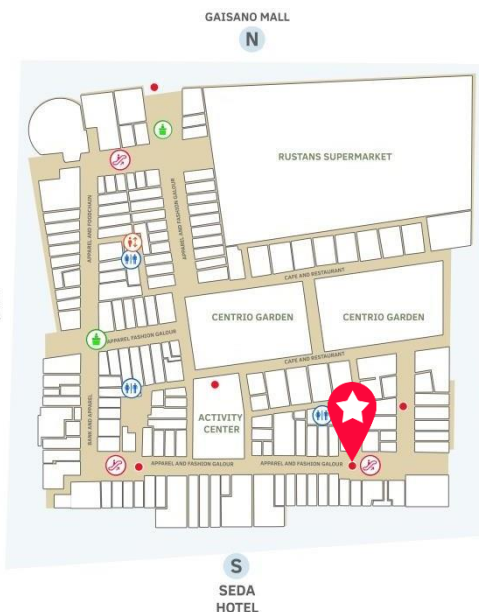 GAISANO MALL
N
RUSTANS SUPERMARKET
APPAREL AND FOODCHAIN
APPAREL AND FASHION GALOUR
CAFE AND RESTAURANT
CENTRIO GARDEN
CENTRIO GARDEN
APPAREL FASHION GALOUR
CAFE AND RESTAURANT
BANK AND APPAREL
ACTIVITY
CENTER
APPAREL AND FASHION GALOUR
APPAREL AND FASHION GALOUR
S
SEDA
HOTEL